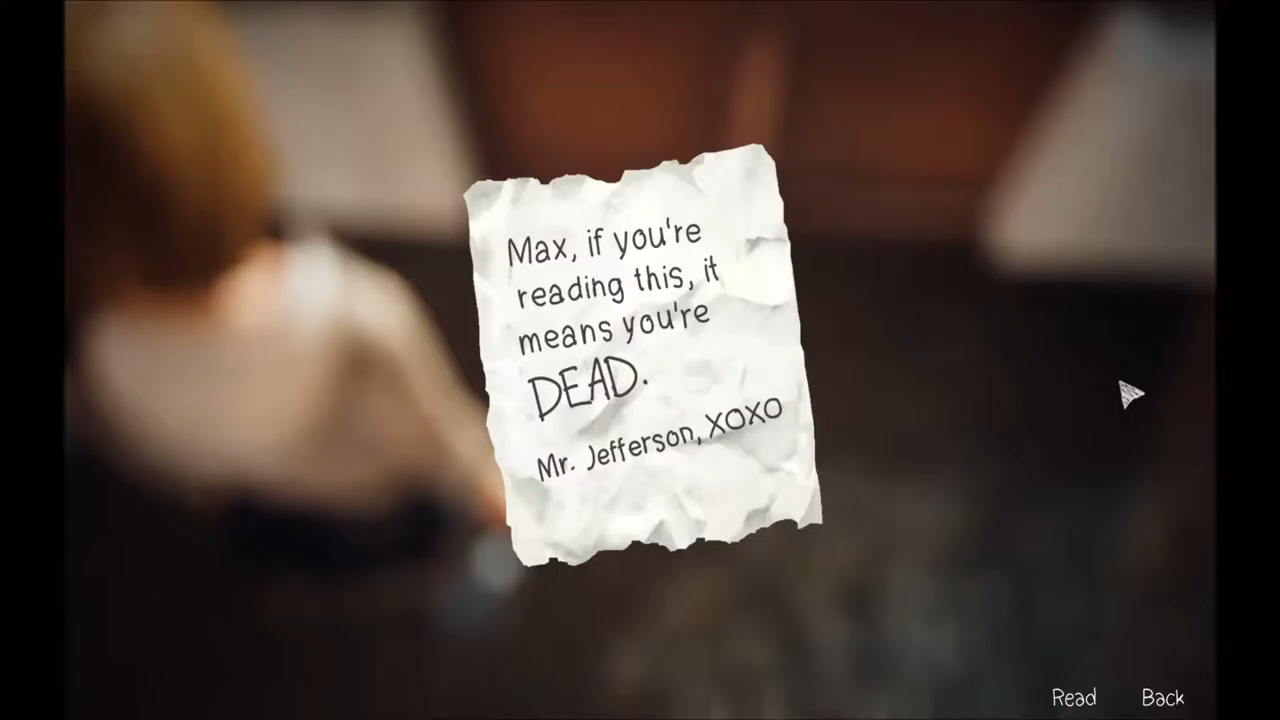 Max, if you're
reading this, it
means you're
DEAD.
Mr. Jefferson, XOXO
Read
Back